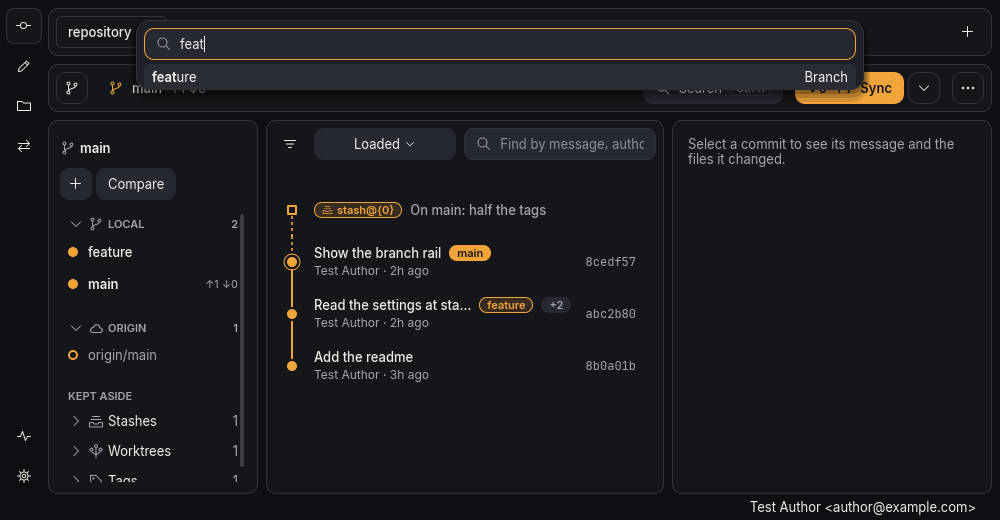 repository
feat
feature Branch
main
Search
Sync
main
Compare
LOCAL 2
feature
main ↑1 ↓0
ORIGIN 1
origin/main
KEPT ASIDE
Stashes 1
Worktrees 1
Tags 1
Loaded
Find by message, autho
stash@{0} On main: half the tags
Show the branch rail main
Test Author · 2h ago 8cedf57
Read the settings at sta… feature +2
Test Author · 2h ago abc2b80
Add the readme
Test Author · 3h ago 8b0a01b
Select a commit to see its message and the
files it changed.
Test Author <author@example.com>